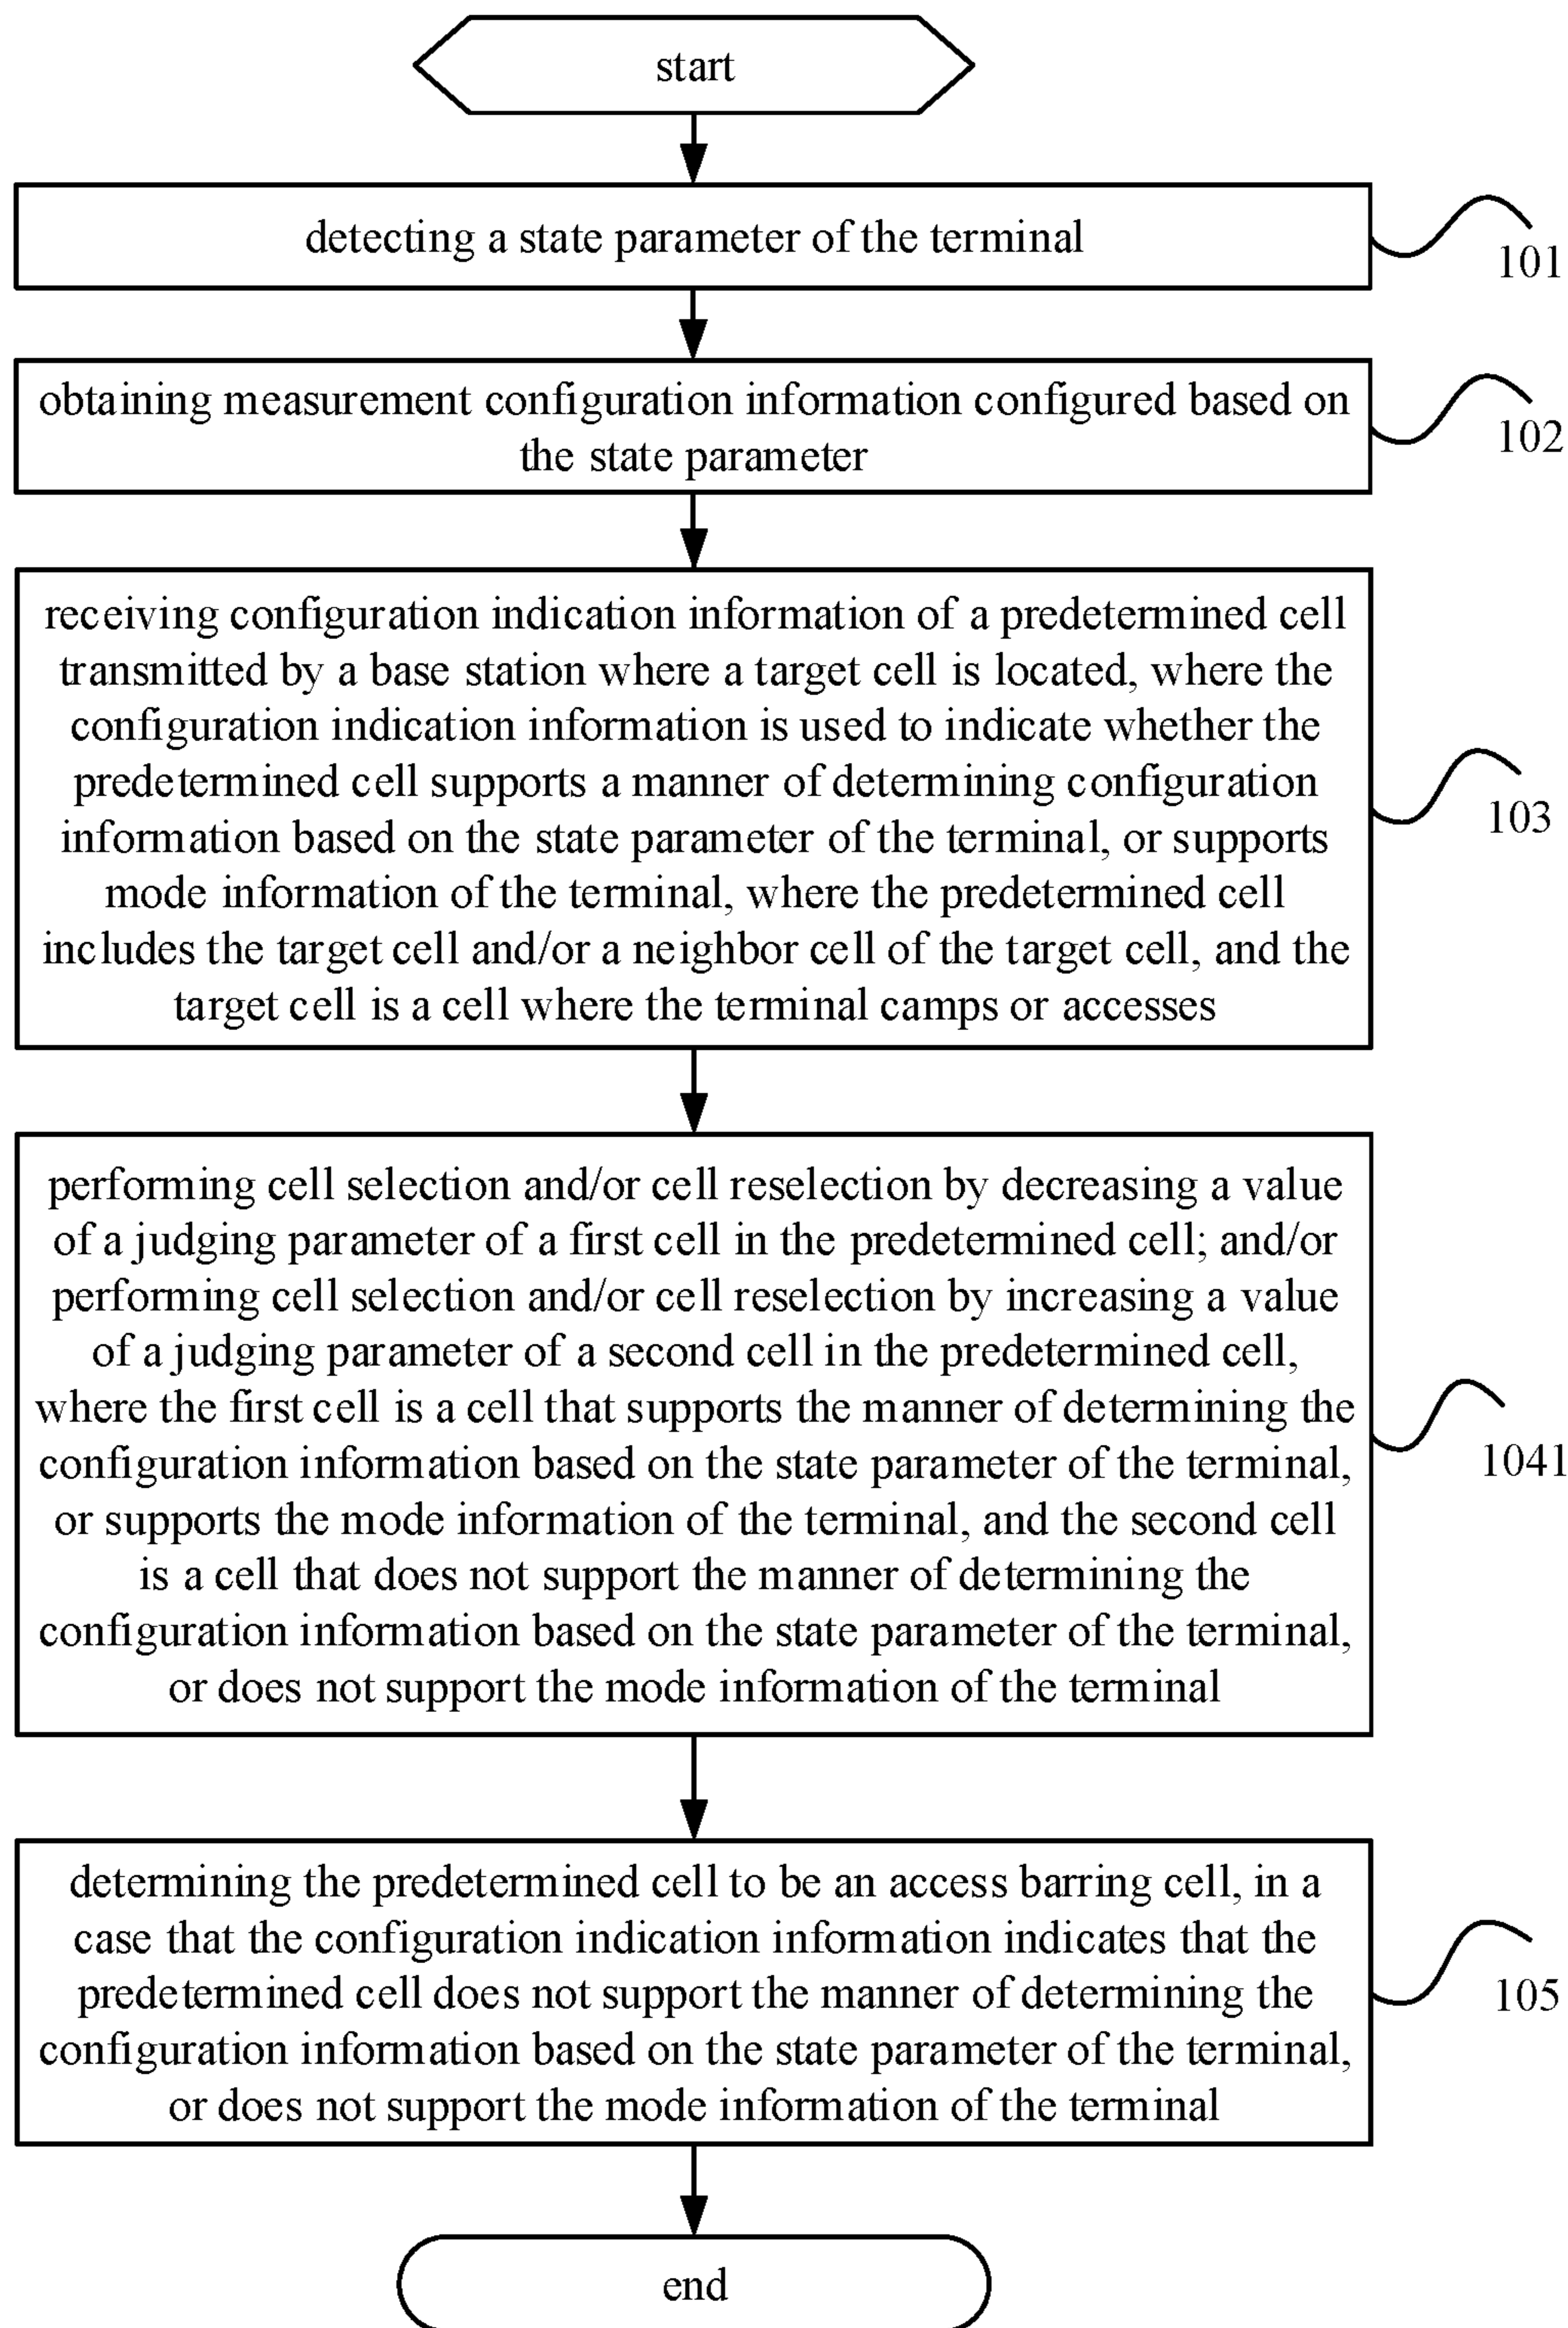 start
detecting a state parameter of the terminal
101
obtaining measurement configuration information configured based on
the state parameter
102
receiving configuration indication information of a predetermined cell
transmitted by a base station where a target cell is located, where the
configuration indication information is used to indicate whether the
predetermined cell supports a manner of determining configuration
information based on the state parameter of the terminal, or supports
mode information of the terminal, where the predetermined cell
includes the target cell and/or a neighbor cell of the target cell, and the
target cell is a cell where the terminal camps or accesses
103
performing cell selection and/or cell reselection by decreasing a value
of a judging parameter of a first cell in the predetermined cell; and/or
performing cell selection and/or cell reselection by increasing a value
of a judging parameter of a second cell in the predetermined cell,
where the first cell is a cell that supports the manner of determining the
configuration information based on the state parameter of the terminal,
or supports the mode information of the terminal, and the second cell
is a cell that does not support the manner of determining the
configuration information based on the state parameter of the terminal,
or does not support the mode information of the terminal
1041
determining the predetermined cell to be an access barring cell, in a
case that the configuration indication information indicates that the
predetermined cell does not support the manner of determining the
configuration information based on the state parameter of the terminal,
or does not support the mode information of the terminal
105
end